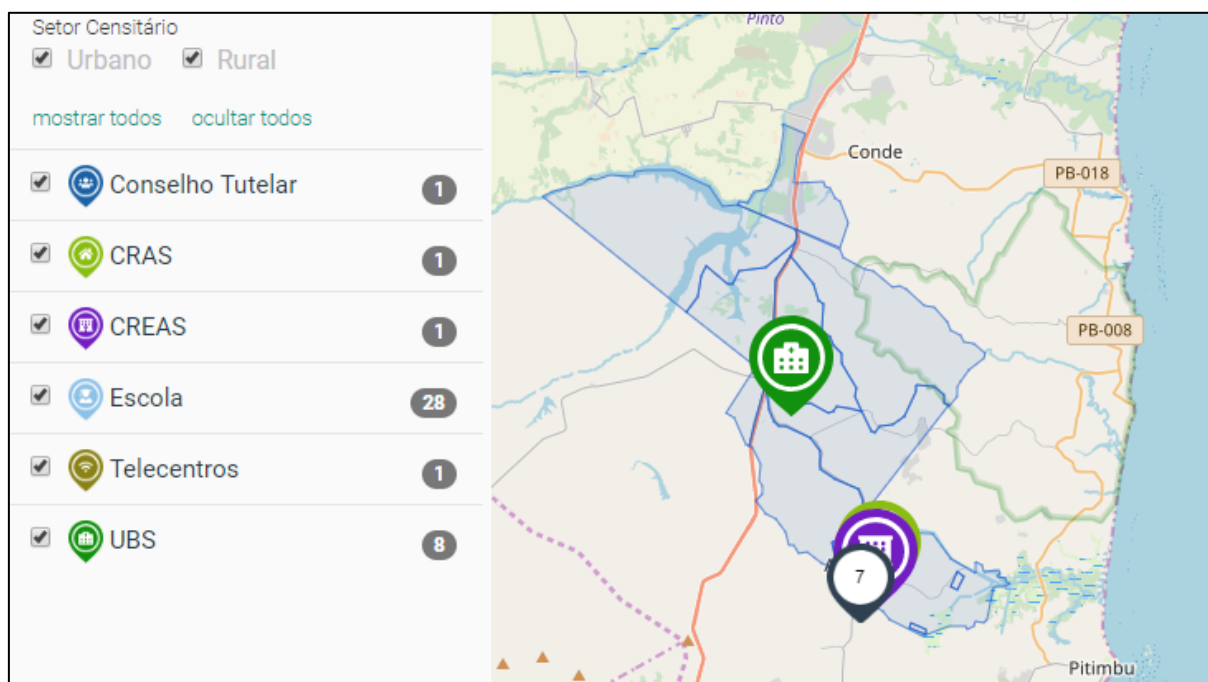 Setor Censitário
Urbano Rural
mostrar todos ocultar todos
Conselho Tutelar 1
CRAS 1
CREAS 1
Escola 28
Telecentros 1
UBS 8
Pinto
Conde
PB-018
PB-008
7
Pitimbu